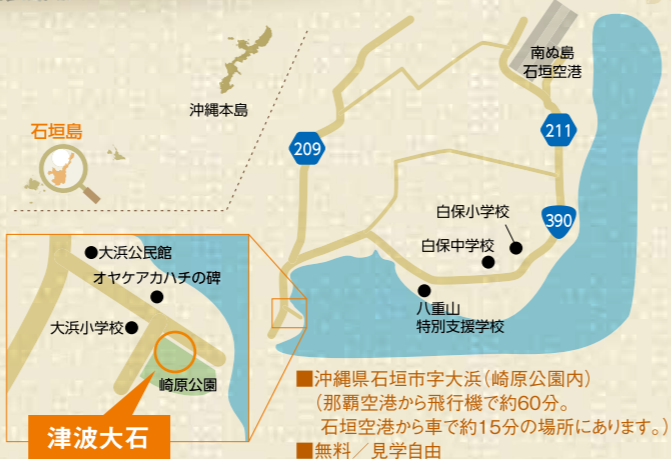 南ぬ島
石垣空港
沖縄本島
石垣島
209
211
390
白保小学校
白保中学校
八重山
特別支援学校
●大浜公民館
オヤケアカハチの碑
大浜小学校●
崎原公園
津波大石
■沖縄県石垣市字大浜（崎原公園内）
（那覇空港から飛行機で約60分。
石垣空港から車で約15分の場所にあります。）
■無料／見学自由